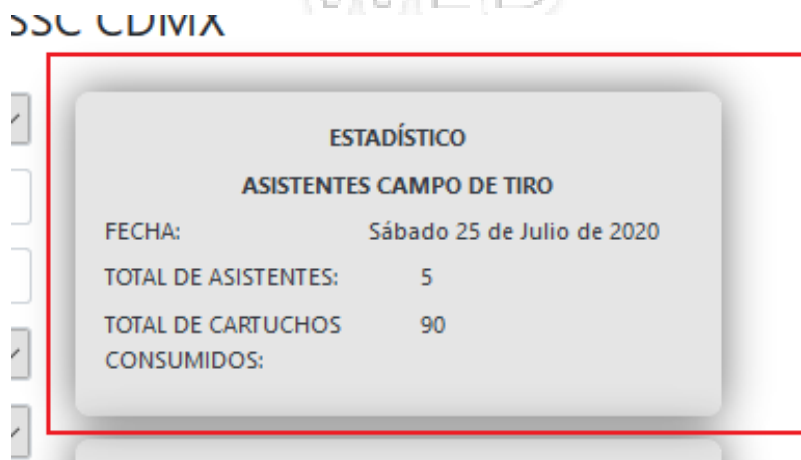 SSC CDMX
ESTADÍSTICO
ASISTENTES CAMPO DE TIRO
FECHA: Sábado 25 de Julio de 2020
TOTAL DE ASISTENTES: 5
TOTAL DE CARTUCHOS 90
CONSUMIDOS: